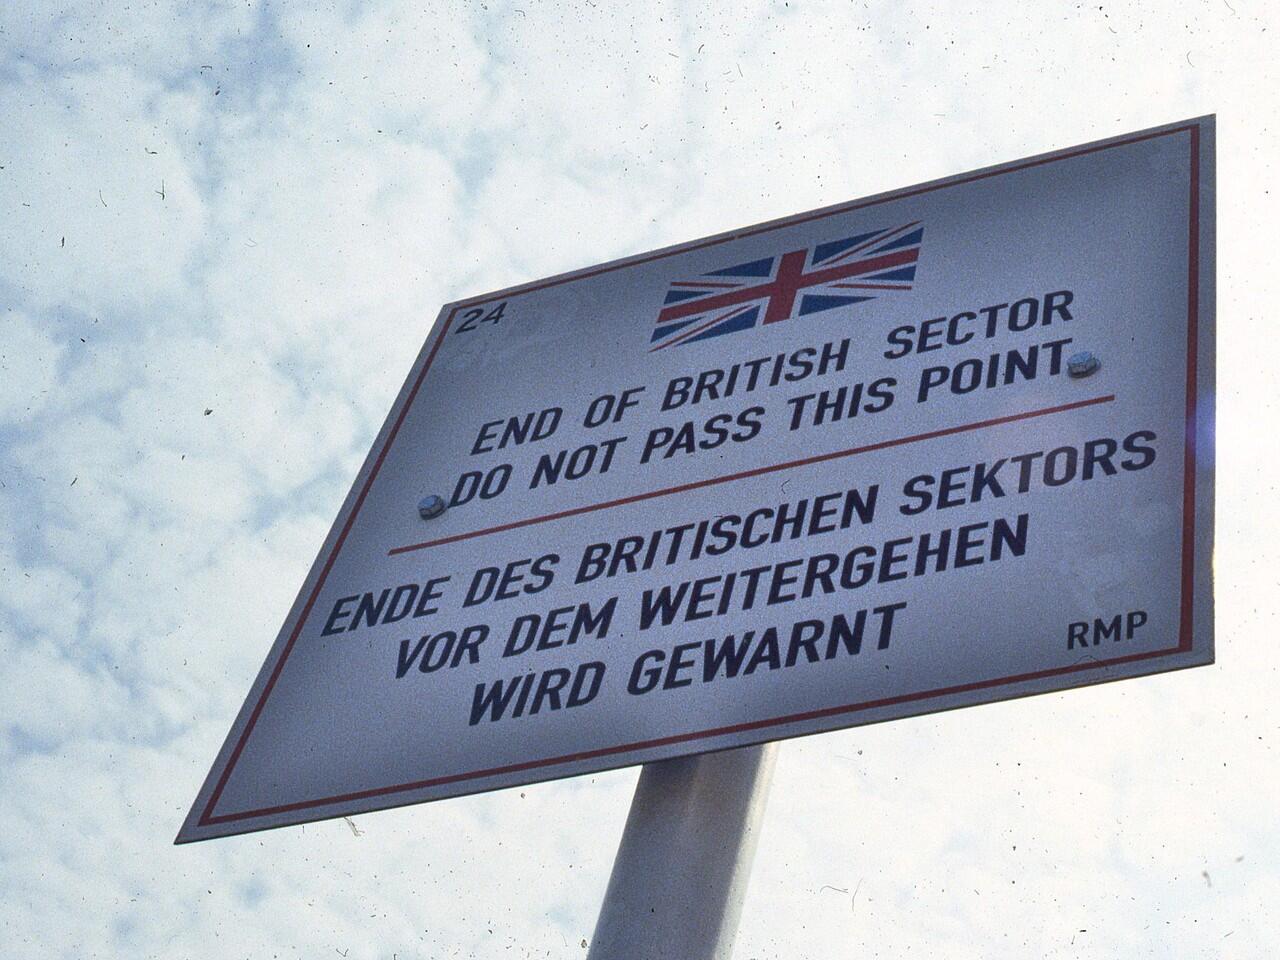 24
END OF BRITISH SECTOR
DO NOT PASS THIS POINT
ENDE DES BRITISCHEN SEKTORS
VOR DEM WEITERGEHEN
WIRD GEWARNT
RMP